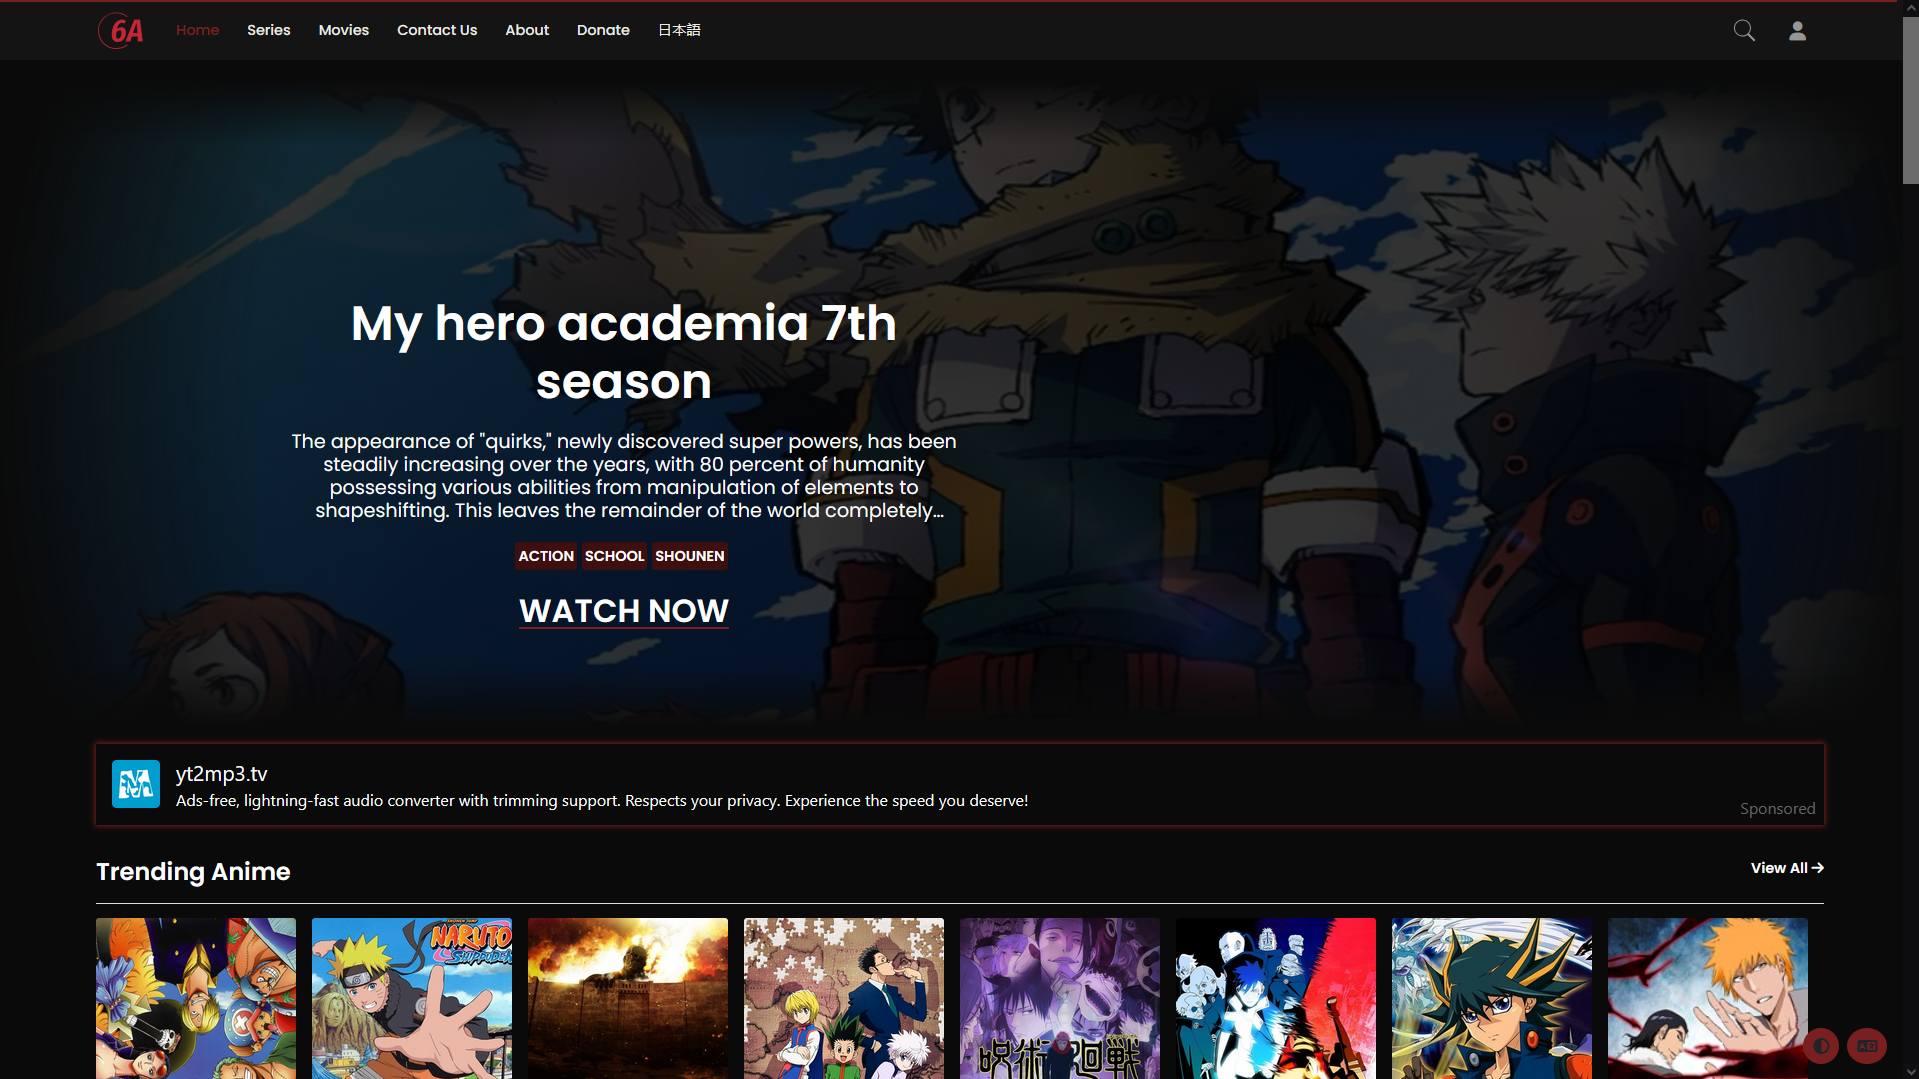 6A Home Series Movies Contact Us About Donate 日本語
My hero academia 7th
season
The appearance of "quirks," newly discovered super powers, has been
steadily increasing over the years, with 80 percent of humanity
possessing various abilities from manipulation of elements to
shapeshifting. This leaves the remainder of the world completely...
ACTION SCHOOL SHOUNEN
WATCH NOW
yt2mp3.tv
Ads-free, lightning-fast audio converter with trimming support. Respects your privacy. Experience the speed you deserve!
Sponsored
Trending Anime
View All
NARUTO
SHIPPUDEN
呪術廻戦